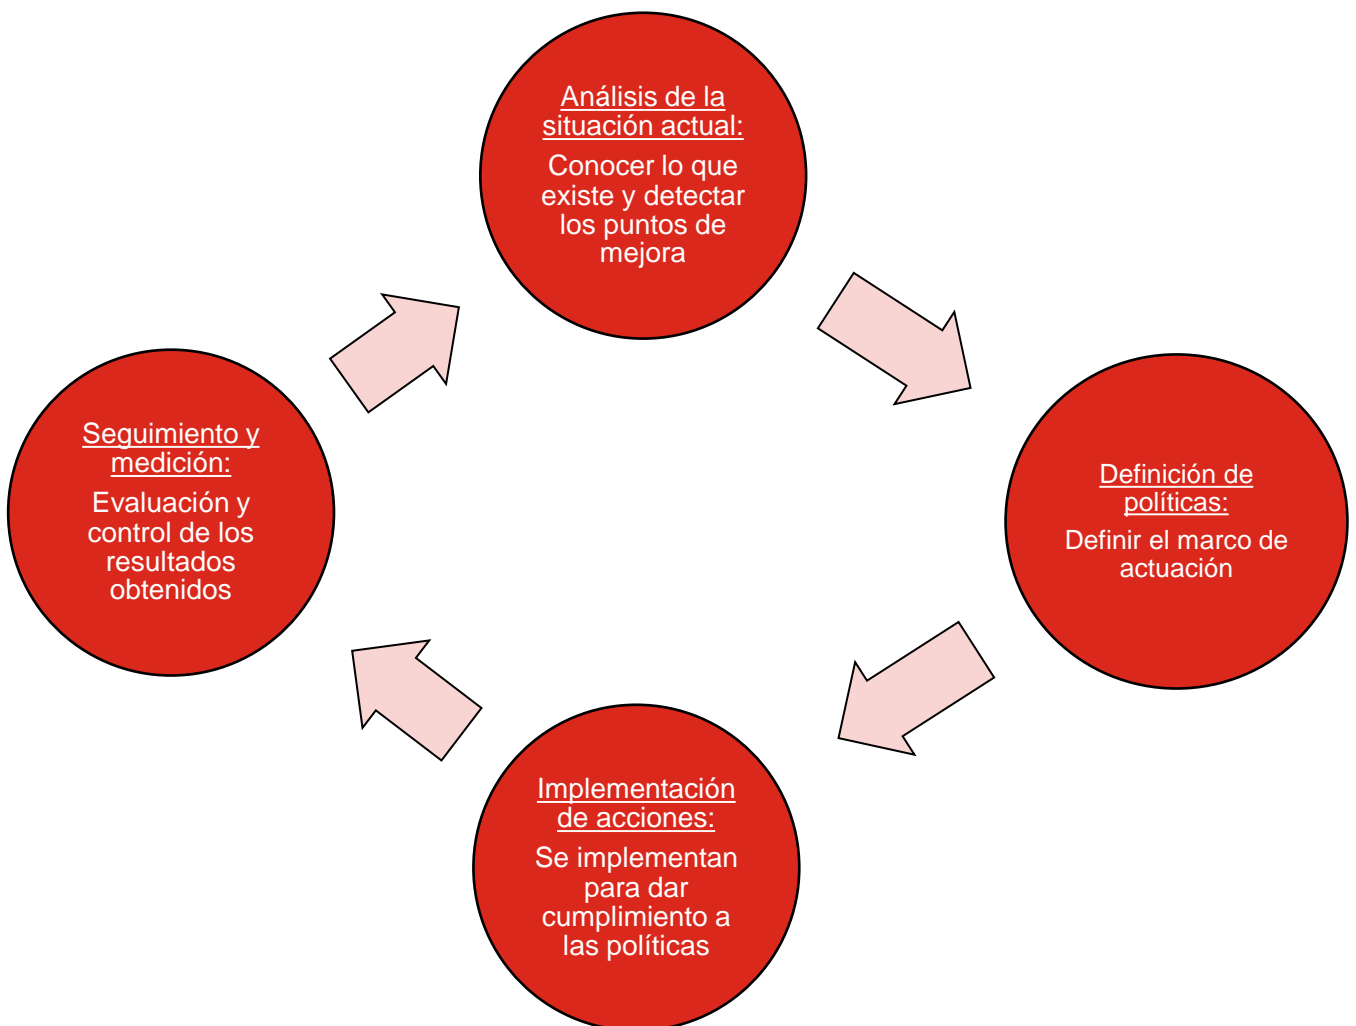 Análisis de la
situación actual:
Conocer lo que
existe y detectar
los puntos de
mejora
Definición de
políticas:
Definir el marco de
actuación
Implementación
de acciones:
Se implementan
para dar
cumplimiento a
las políticas
Seguimiento y
medición:
Evaluación y
control de los
resultados
obtenidos